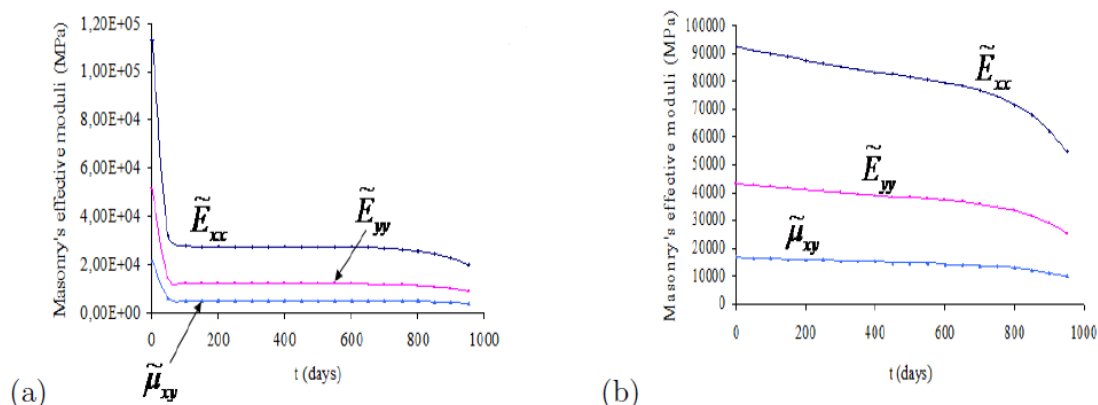 Masonry's effective moduli (MPa)
1,20E+05
1,00E+05
8,00E+04
6,00E+04
4,00E+04
2,00E+04
0,00E+00
Ẽxx
Ẽyy
0 200 400 600 800 1000
t (days)
μ̃xy
(a)
Masonry's effective moduli (MPa)
100000
90000
80000
70000
60000
50000
40000
30000
20000
10000
0
Ẽxx
Ẽyy
μ̃xy
0 200 400 600 800 1000
t (days)
(b)